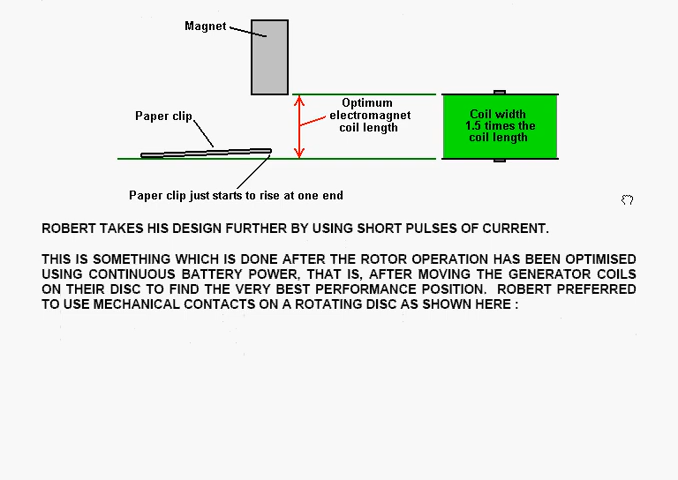 Magnet
Optimum
electromagnet
coil length
Coil width
1.5 times the
coil length
Paper clip
Paper clip just starts to rise at one end
ROBERT TAKES HIS DESIGN FURTHER BY USING SHORT PULSES OF CURRENT.
THIS IS SOMETHING WHICH IS DONE AFTER THE ROTOR OPERATION HAS BEEN OPTIMISED
USING CONTINUOUS BATTERY POWER, THAT IS, AFTER MOVING THE GENERATOR COILS
ON THEIR DISC TO FIND THE VERY BEST PERFORMANCE POSITION. ROBERT PREFERRED
TO USE MECHANICAL CONTACTS ON A ROTATING DISC AS SHOWN HERE :